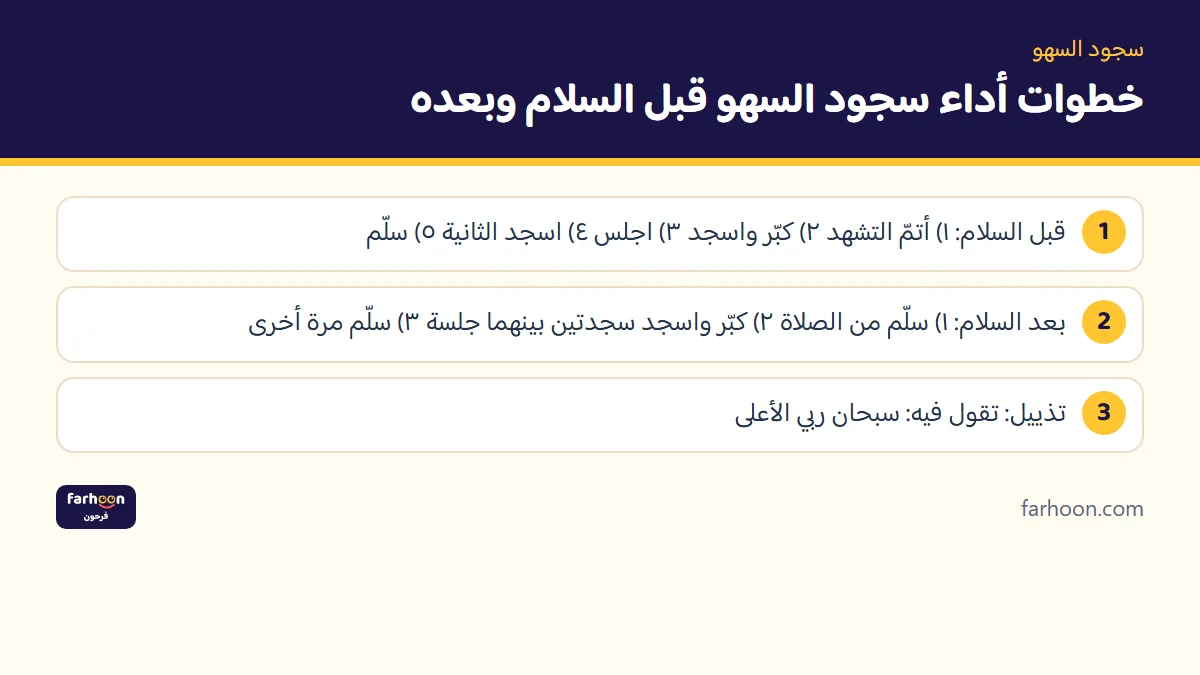 سجود السهو
خطوات أداء سجود السهو قبل السلام وبعده
1 قبل السلام: ١) أتمّ التشهد ٢) كبّر واسجد ٣) اجلس ٤) اسجد الثانية ٥) سلّم
2 بعد السلام: ١) سلّم من الصلاة ٢) كبّر واسجد سجدتين بينهما جلسة ٣) سلّم مرة أخرى
3 تذييل: تقول فيه: سبحان ربي الأعلى
farhoon.com
farhoon
فرحون